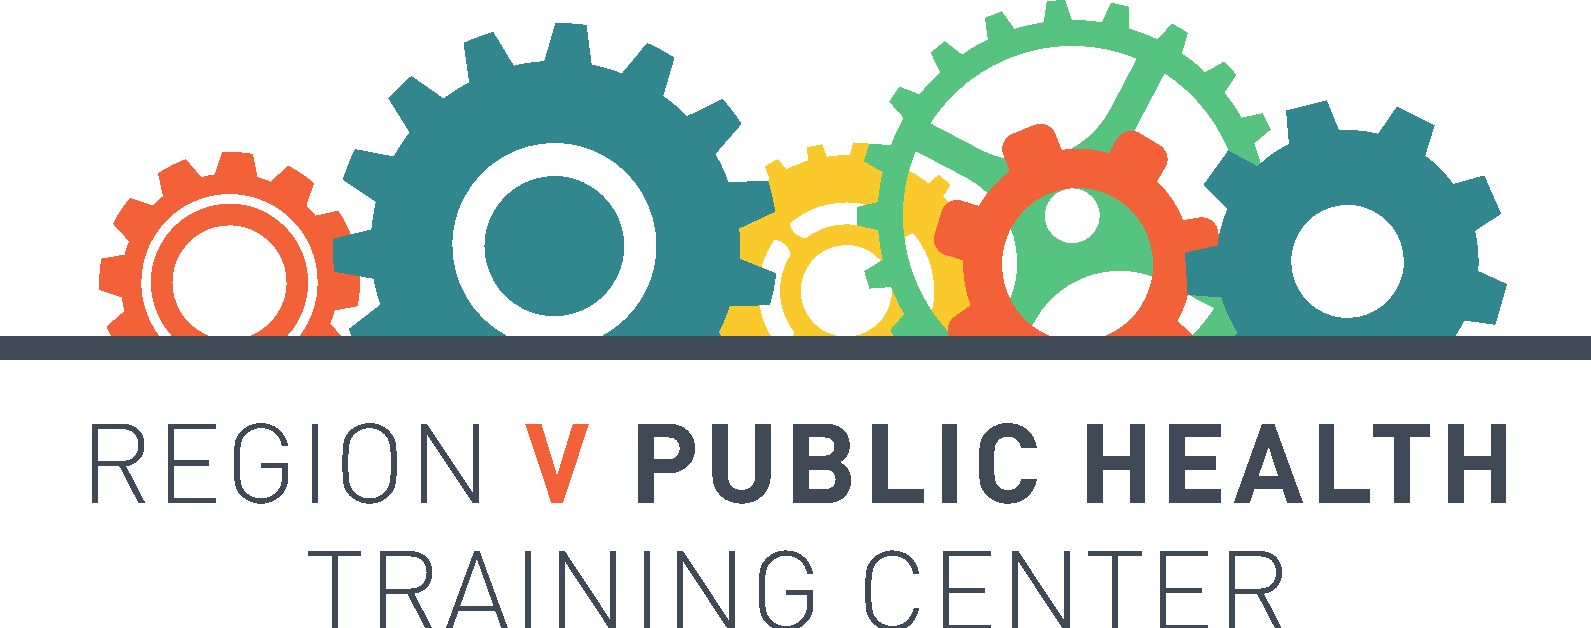 REGION V PUBLIC HEALTH
TRAINING CENTER